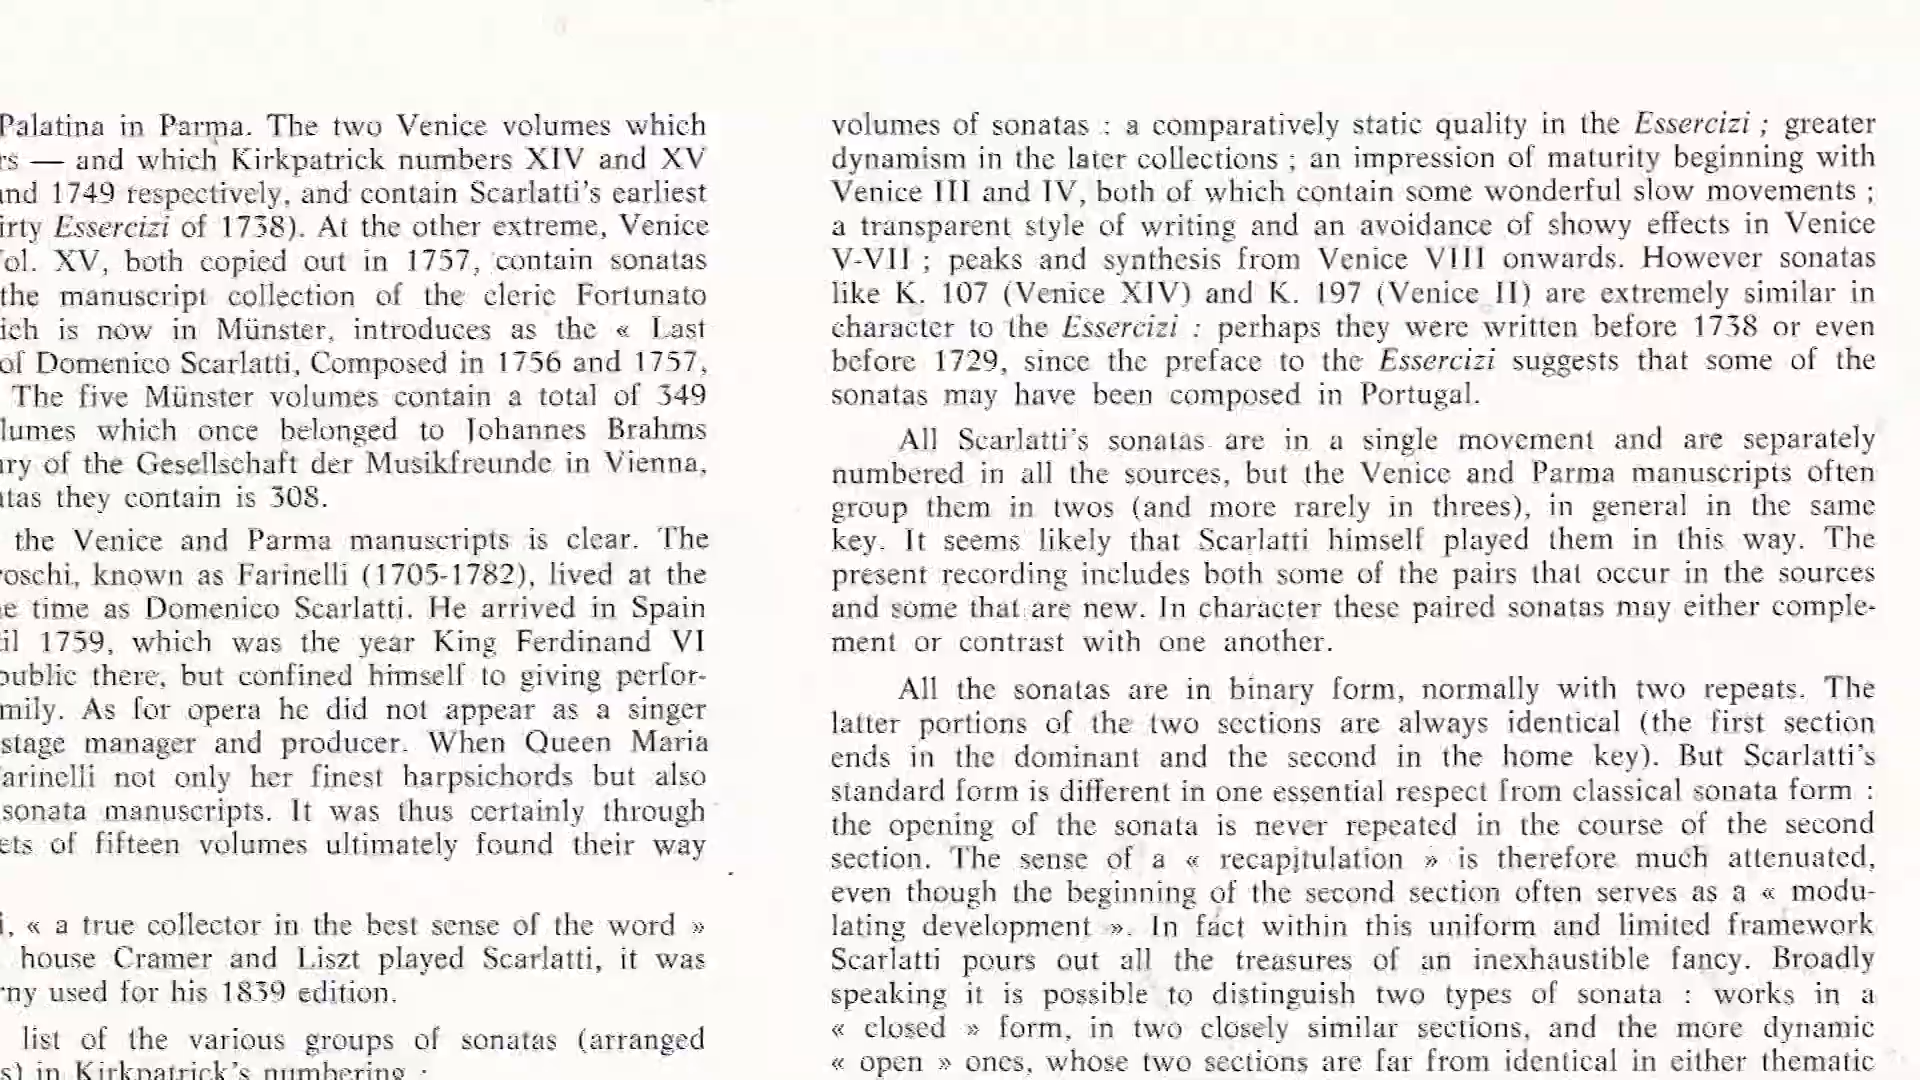 Palatina in Parma. The two Venice volumes which
— and which Kirkpatrick numbers XIV and XV
and 1749 respectively, and contain Scarlatti's earliest
Essercizi of 1738). At the other extreme, Venice
XV, both copied out in 1757, contain sonatas
the manuscript collection of the cleric Fortunato
is now in Münster, introduces as the « Last
of Domenico Scarlatti, Composed in 1756 and 1757,
The five Münster volumes contain a total of 349
which once belonged to Johannes Brahms
of the Gesellschaft der Musikfreunde in Vienna,
they contain is 308.
the Venice and Parma manuscripts is clear. The
oschi, known as Farinelli (1705-1782), lived at the
time as Domenico Scarlatti. He arrived in Spain
1759, which was the year King Ferdinand VI
public there, but confined himself to giving perfor-
mily. As for opera he did not appear as a singer
stage manager and producer. When Queen Maria
arinelli not only her finest harpsichords but also
sonata manuscripts. It was thus certainly through
ets of fifteen volumes ultimately found their way
i, « a true collector in the best sense of the word »
house Cramer and Liszt played Scarlatti, it was
rny used for his 1839 edition.
list of the various groups of sonatas (arranged
s) in Kirkpatrick's numbering :
volumes of sonatas : a comparatively static quality in the Essercizi ; greater
dynamism in the later collections ; an impression of maturity beginning with
Venice III and IV, both of which contain some wonderful slow movements ;
a transparent style of writing and an avoidance of showy effects in Venice
V-VII ; peaks and synthesis from Venice VIII onwards. However sonatas
like K. 107 (Venice XIV) and K. 197 (Venice II) are extremely similar in
character to the Essercizi : perhaps they were written before 1738 or even
before 1729, since the preface to the Essercizi suggests that some of the
sonatas may have been composed in Portugal.
All Scarlatti's sonatas are in a single movement and are separately
numbered in all the sources, but the Venice and Parma manuscripts often
group them in twos (and more rarely in threes), in general in the same
key. It seems likely that Scarlatti himself played them in this way. The
present recording includes both some of the pairs that occur in the sources
and some that are new. In character these paired sonatas may either comple-
ment or contrast with one another.
All the sonatas are in binary form, normally with two repeats. The
latter portions of the two sections are always identical (the first section
ends in the dominant and the second in the home key). But Scarlatti's
standard form is different in one essential respect from classical sonata form :
the opening of the sonata is never repeated in the course of the second
section. The sense of a « recapitulation » is therefore much attenuated,
even though the beginning of the second section often serves as a « modu-
lating development ». In fact within this uniform and limited framework
Scarlatti pours out all the treasures of an inexhaustible fancy. Broadly
speaking it is possible to distinguish two types of sonata : works in a
« closed » form, in two closely similar sections, and the more dynamic
« open » ones, whose two sections are far from identical in either thematic